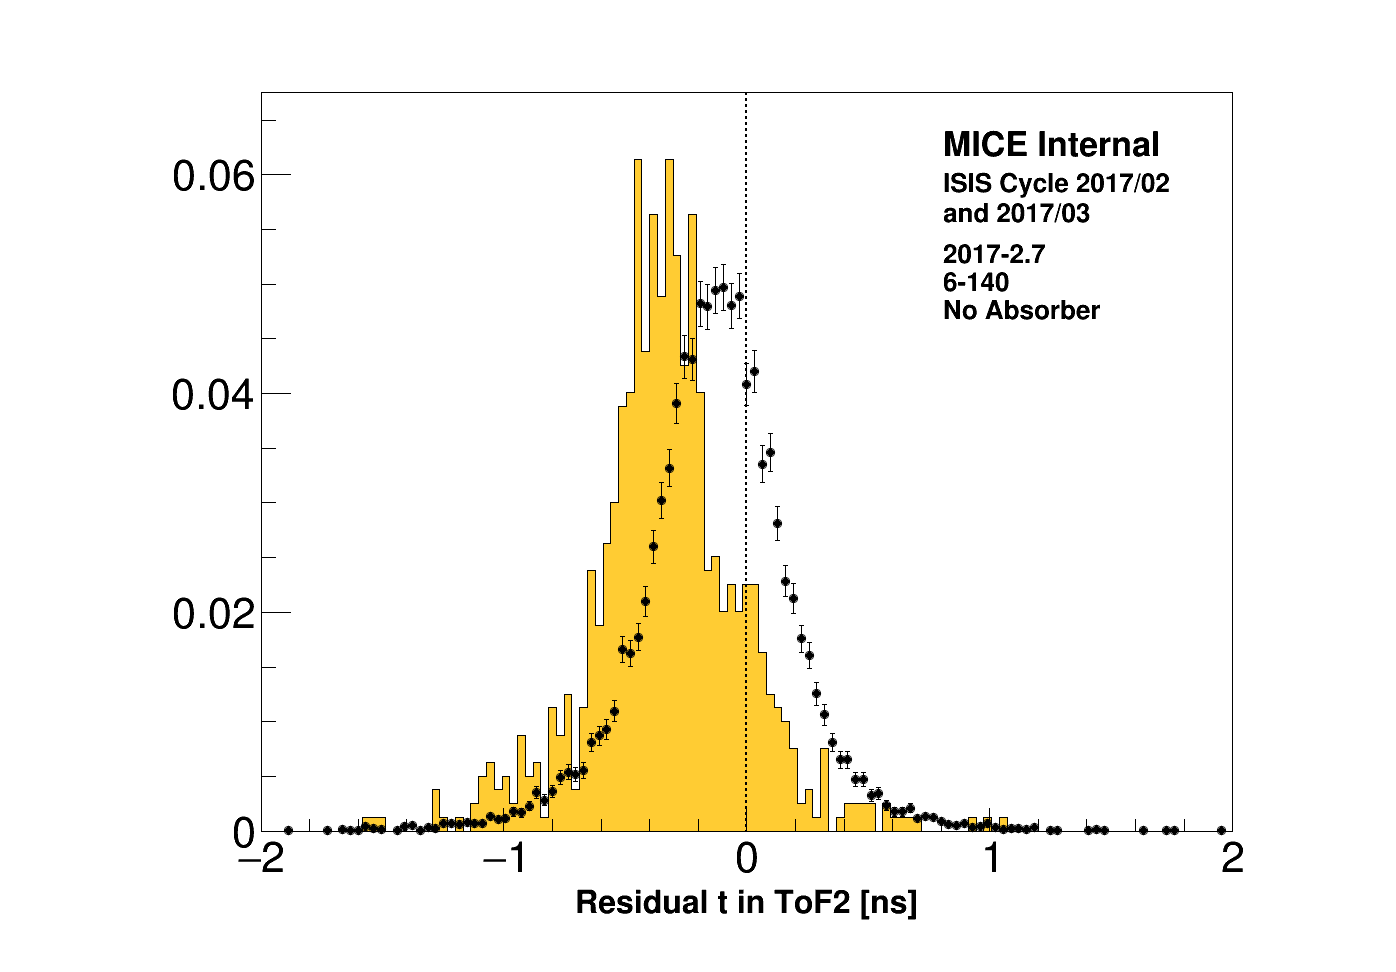 MICE Internal
ISIS Cycle 2017/02
and 2017/03
2017-2.7
6-140
No Absorber
0.06
0.04
0.02
0
−2 −1 0 1 2
Residual t in ToF2 [ns]